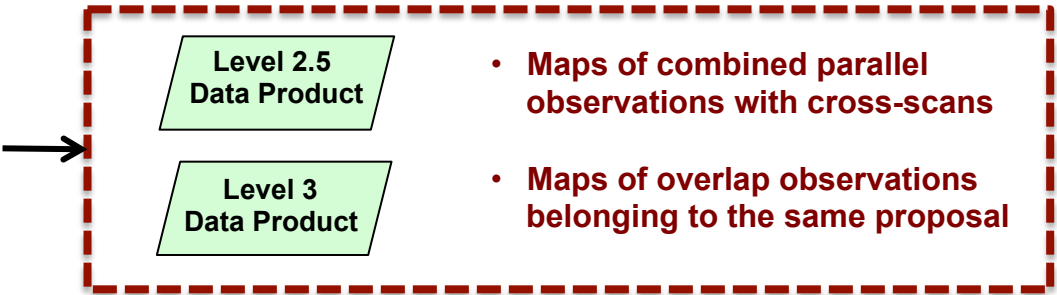 Level 2.5
Data Product
• Maps of combined parallel
observations with cross-scans
Level 3
Data Product
• Maps of overlap observations
belonging to the same proposal